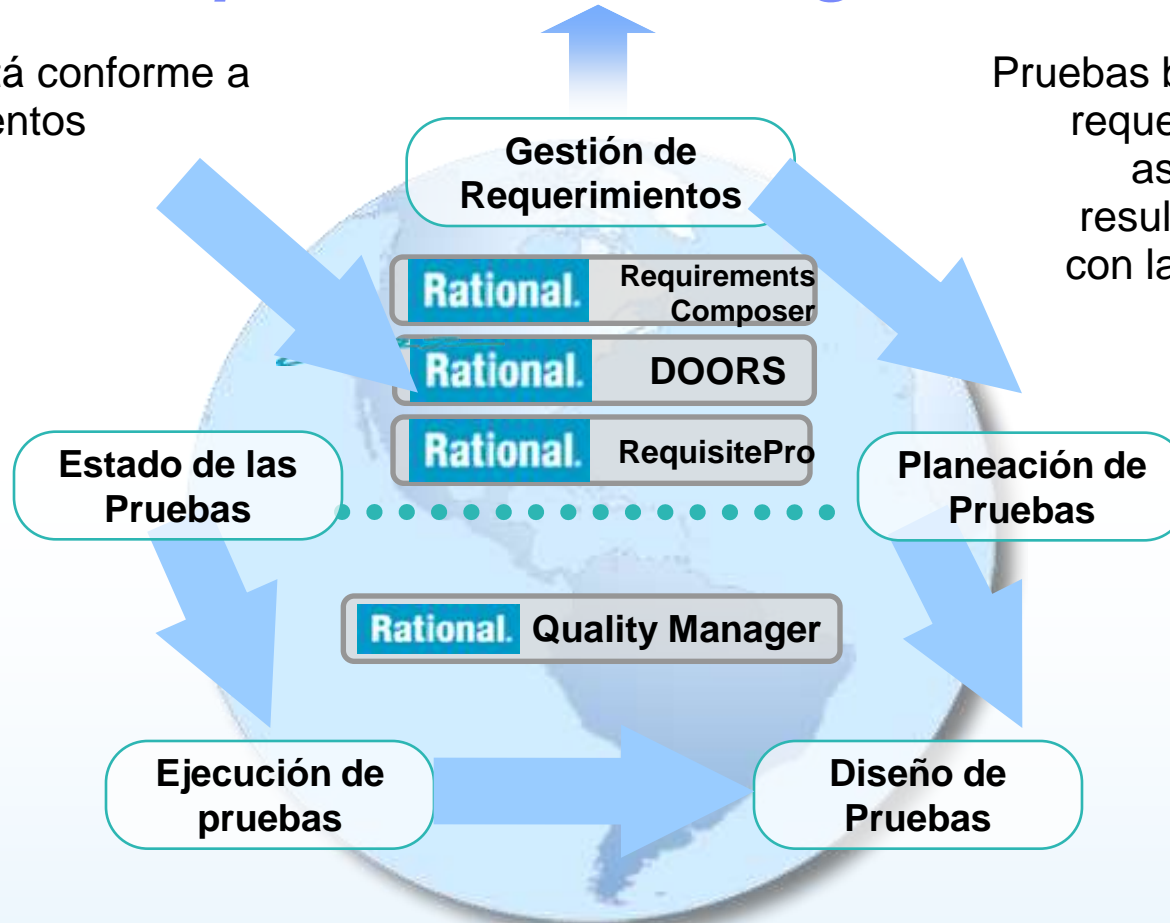 tá conforme a
entos
Pruebas b
reque
as
resul
con la
Gestión de
Requerimientos
Rational. Requirements
Composer
Rational. DOORS
Rational. RequisitePro
Estado de las
Pruebas
Planeación de
Pruebas
Rational. Quality Manager
Ejecución de
pruebas
Diseño de
Pruebas